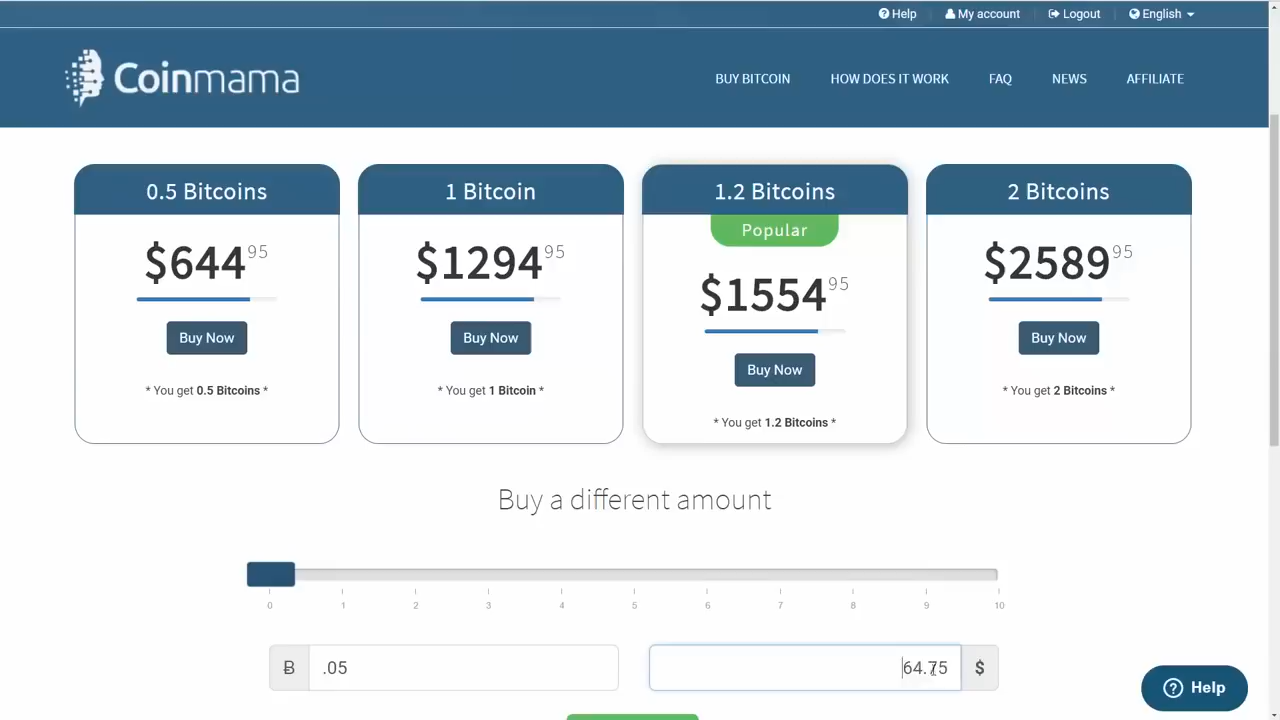 Help My account Logout English
Coinmama BUY BITCOIN HOW DOES IT WORK FAQ NEWS AFFILIATE
0.5 Bitcoins
$644 95
Buy Now
* You get 0.5 Bitcoins *
1 Bitcoin
$1294 95
Buy Now
* You get 1 Bitcoin *
1.2 Bitcoins
Popular
$1554 95
Buy Now
* You get 1.2 Bitcoins *
2 Bitcoins
$2589 95
Buy Now
* You get 2 Bitcoins *
Buy a different amount
0 1 2 3 4 5 6 7 8 9 10
Ƀ .05 64.75 $
Help